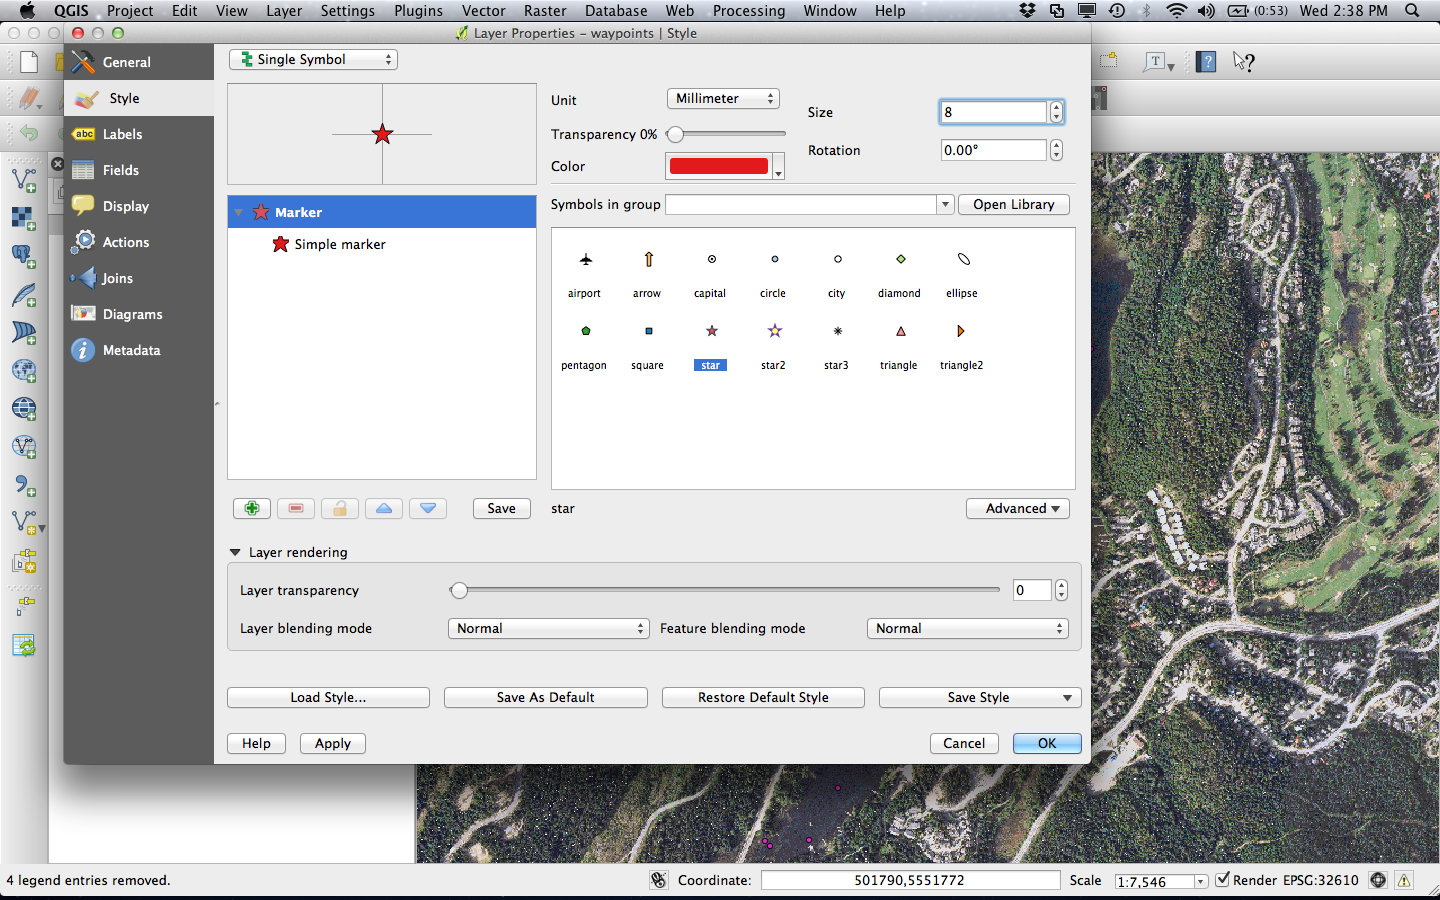 QGIS Project Edit View Layer Settings Plugins Vector Raster Database Web Processing Window Help (0:53) Wed 2:38 PM
Layer Properties – waypoints | Style
General
Style
abc Labels
Fields
Display
Actions
Joins
Diagrams
Metadata
Single Symbol
Marker
Simple marker
Save
Unit Millimeter
Transparency 0%
Color
Size 8
Rotation 0.00°
Symbols in group Open Library
airport arrow capital circle city diamond ellipse
pentagon square star star2 star3 triangle triangle2
star Advanced
Layer rendering
Layer transparency 0
Layer blending mode Normal Feature blending mode Normal
Load Style... Save As Default Restore Default Style Save Style
Help Apply Cancel OK
4 legend entries removed. Coordinate: 501790,5551772 Scale 1:7,546 Render EPSG:32610